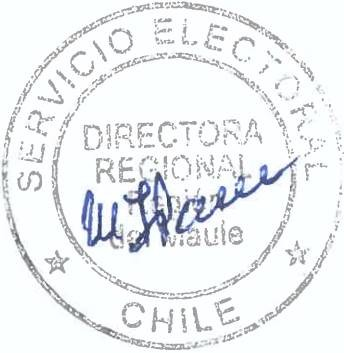 SERVICIO ELECTORAL
DIRECTORA
REGIONAL
del Maule
CHILE